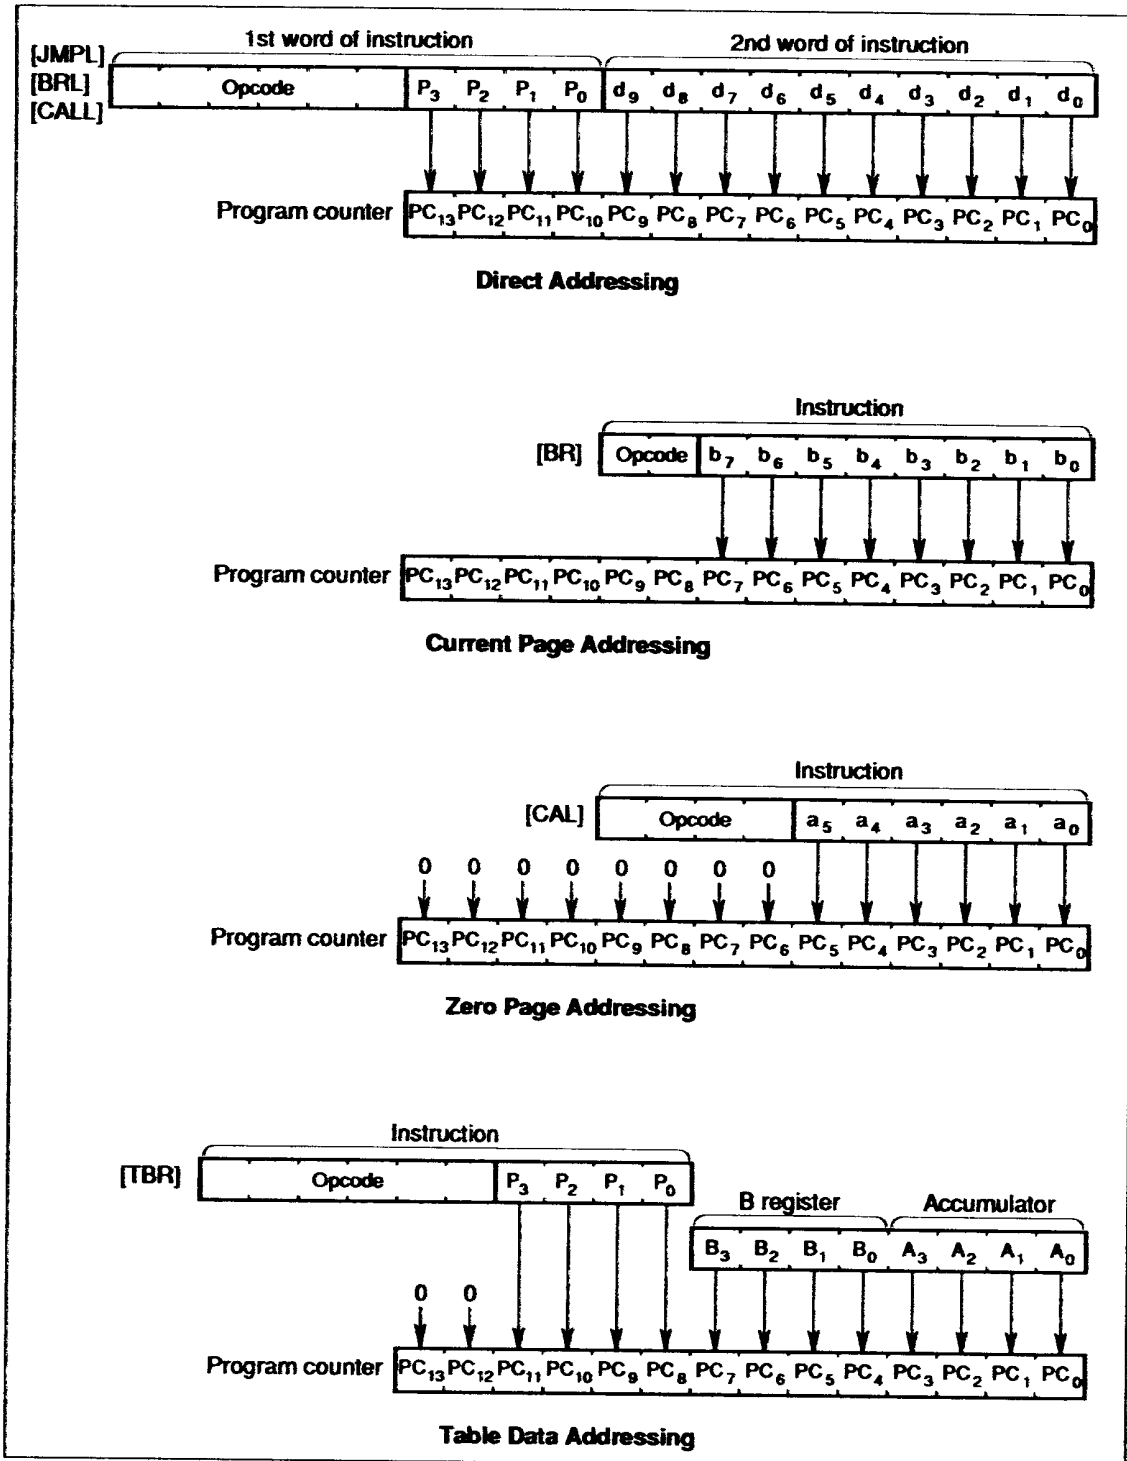 1st word of instruction 2nd word of instruction
[JMPL]
[BRL] Opcode P3 P2 P1 P0 d9 d8 d7 d6 d5 d4 d3 d2 d1 d0
[CALL]
Program counter PC13 PC12 PC11 PC10 PC9 PC8 PC7 PC6 PC5 PC4 PC3 PC2 PC1 PC0
Direct Addressing
Instruction
[BR] Opcode b7 b6 b5 b4 b3 b2 b1 b0
Program counter PC13 PC12 PC11 PC10 PC9 PC8 PC7 PC6 PC5 PC4 PC3 PC2 PC1 PC0
Current Page Addressing
Instruction
[CAL] Opcode a5 a4 a3 a2 a1 a0
0 0 0 0 0 0 0 0
Program counter PC13 PC12 PC11 PC10 PC9 PC8 PC7 PC6 PC5 PC4 PC3 PC2 PC1 PC0
Zero Page Addressing
Instruction
[TBR] Opcode P3 P2 P1 P0
B register Accumulator
B3 B2 B1 B0 A3 A2 A1 A0
0 0
Program counter PC13 PC12 PC11 PC10 PC9 PC8 PC7 PC6 PC5 PC4 PC3 PC2 PC1 PC0
Table Data Addressing